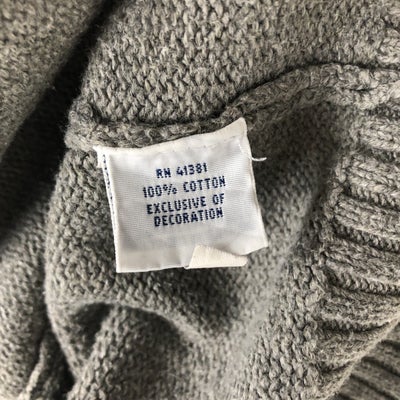 RN 41381
100% COTTON
EXCLUSIVE OF
DECORATION